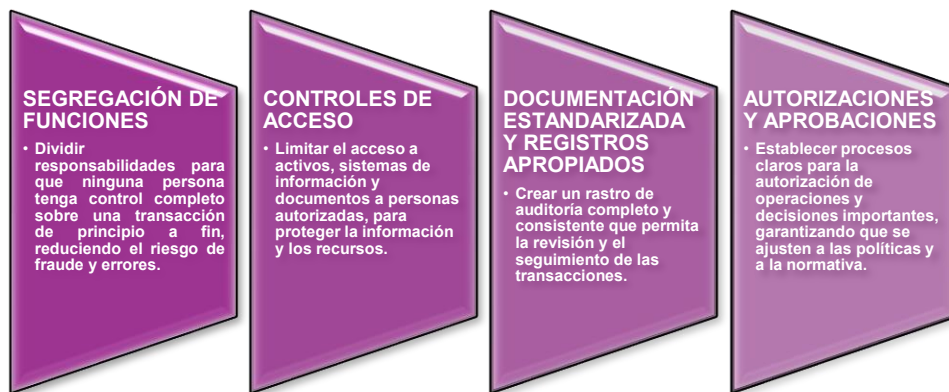 SEGREGACIÓN DE
FUNCIONES
• Dividir
responsabilidades para
que ninguna persona
tenga control completo
sobre una transacción
de principio a fin,
reduciendo el riesgo de
fraude y errores.
CONTROLES DE
ACCESO
• Limitar el acceso a
activos, sistemas de
información y
documentos a personas
autorizadas, para
proteger la información
y los recursos.
DOCUMENTACIÓN
ESTANDARIZADA
Y REGISTROS
APROPIADOS
• Crear un rastro de
auditoría completo y
consistente que permita
la revisión y el
seguimiento de las
transacciones.
AUTORIZACIONES
Y APROBACIONES
• Establecer procesos
claros para la
autorización de
operaciones y
decisiones importantes,
garantizando que se
ajusten a las políticas y
a la normativa.